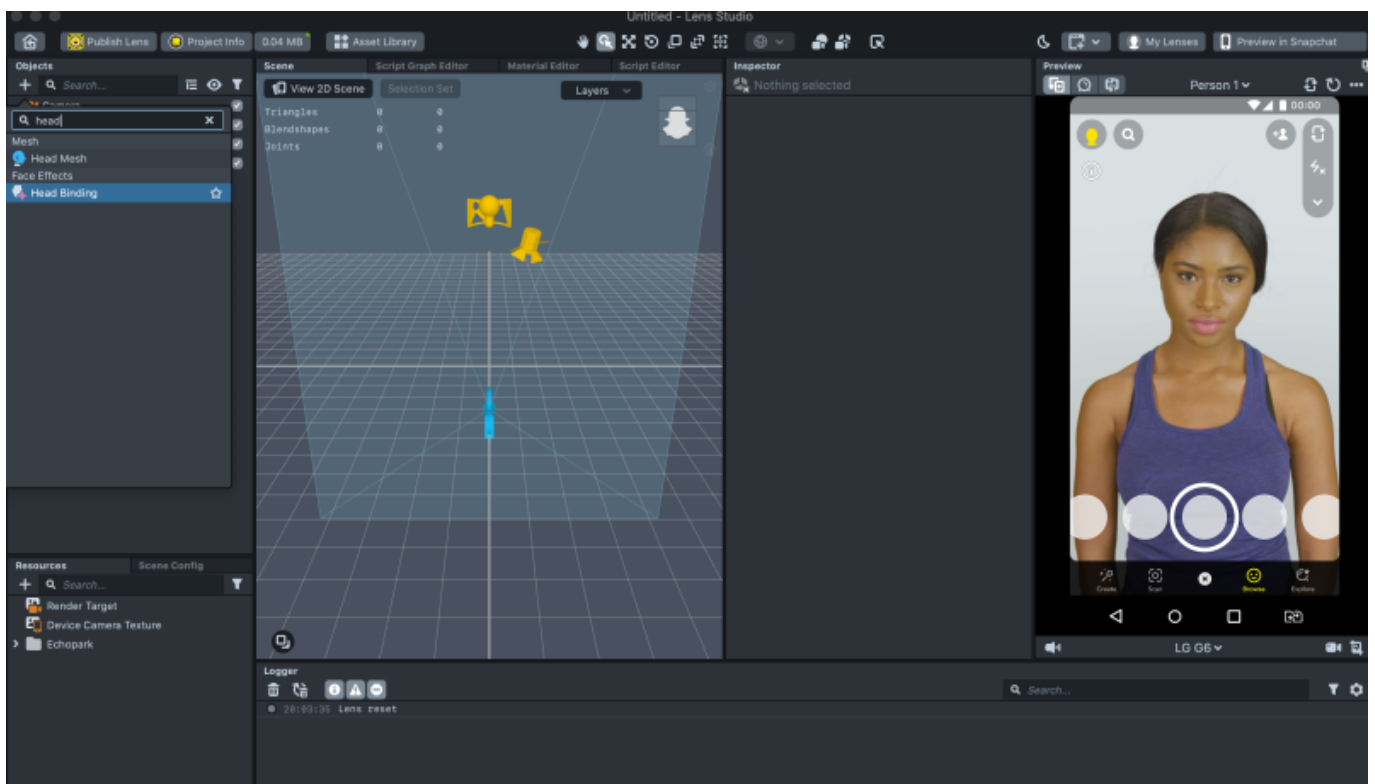 Untitled - Lens Studio
Publish Lens
Project Info
0.04 MB
Asset Library
My Lenses
Preview in Snapchat
Objects
Search...
Camera
head
Mesh
Head Mesh
Face Effects
Head Binding
Scene
Script Graph Editor
Material Editor
Script Editor
View 2D Scene
Selection Set
Layers
Triangles 0 0
Blendshapes 0 0
Joints 0 0
Inspector
Nothing selected
Preview
Person 1
00:00
Create
Scan
Browse
Explore
LG G6
Resources
Scene Config
Search...
Render Target
Device Camera Texture
Echopark
Logger
Search...
20:03:35 Lens reset